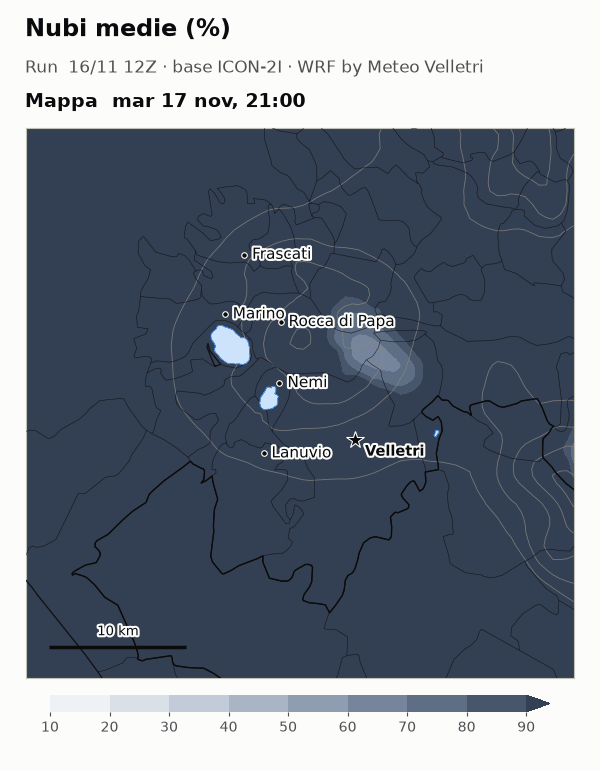 Nubi medie (%)
Run  16/11 12Z · base ICON-2I · WRF by Meteo Velletri
Mappa  mar 17 nov, 21:00
Frascati
Marino
Rocca di Papa
Nemi
Velletri
Lanuvio
10 km
10 20 30 40 50 60 70 80 90